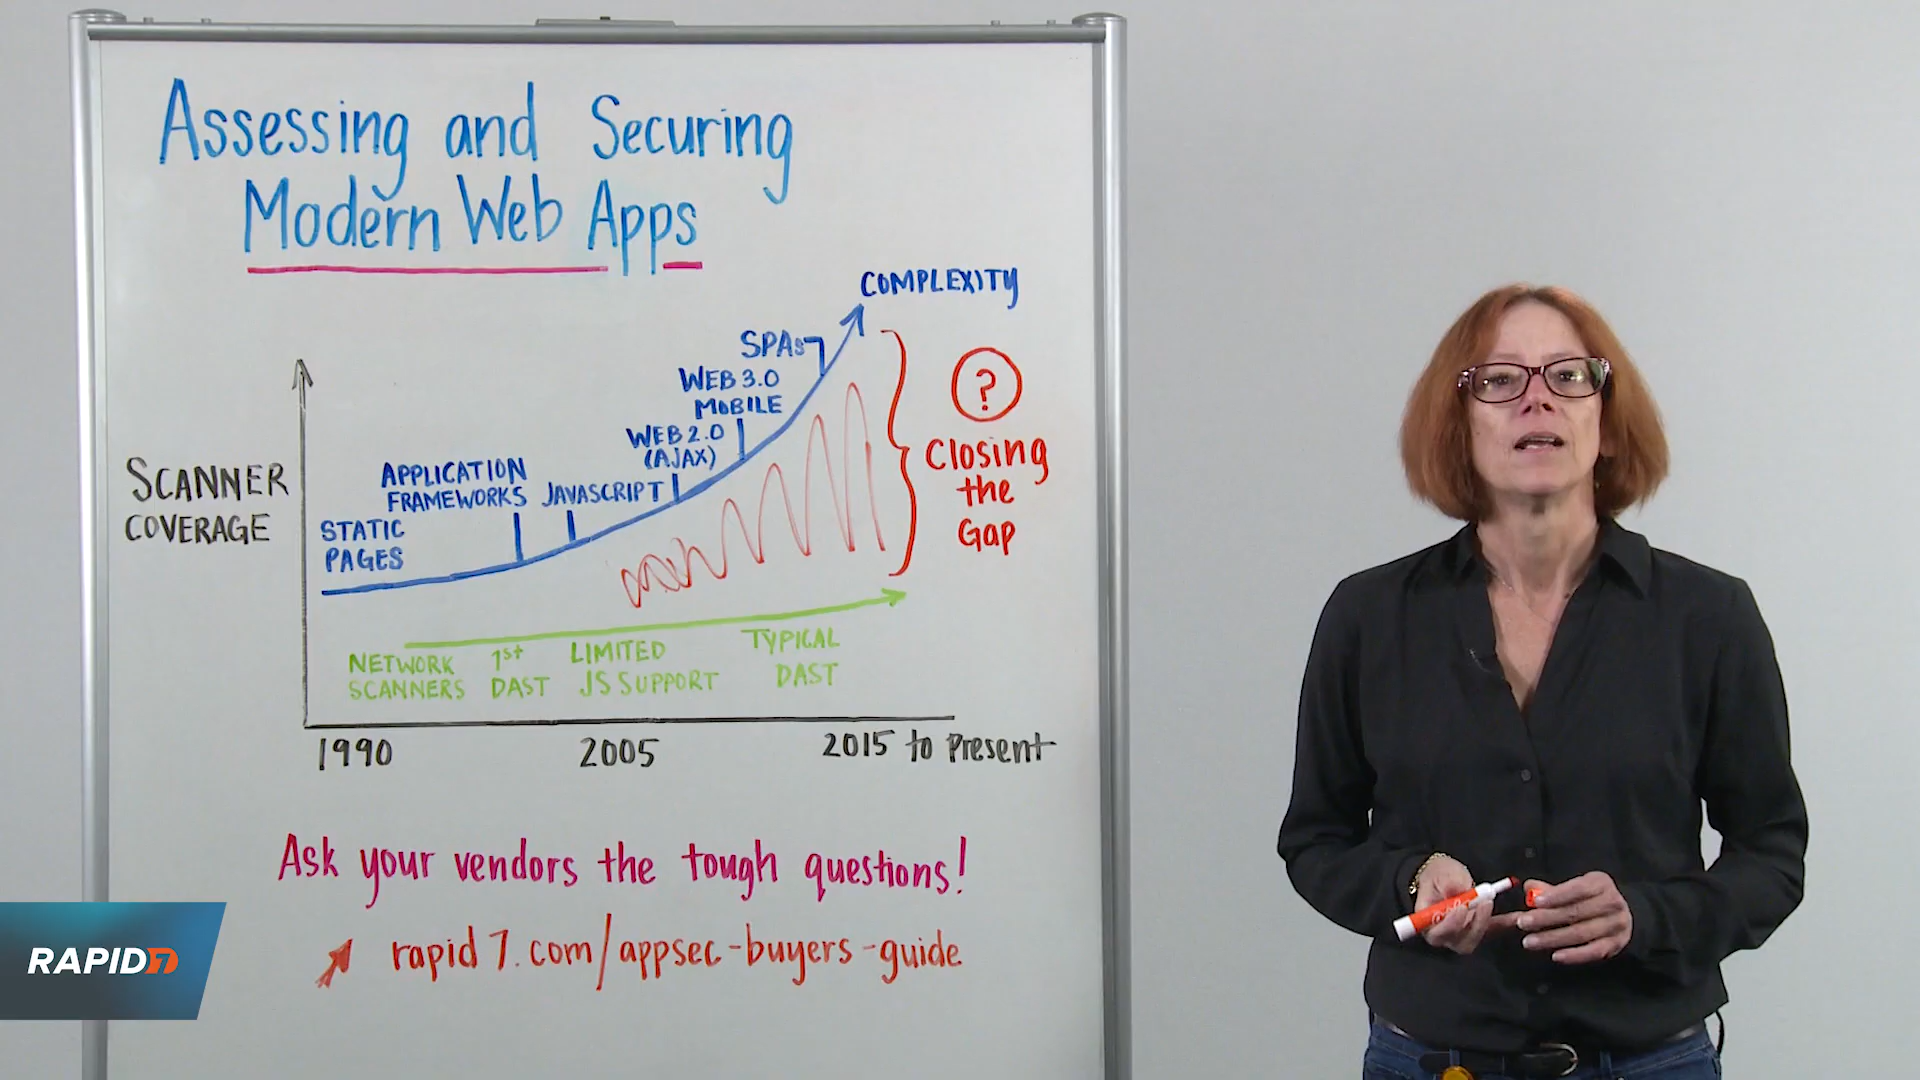 Assessing and Securing
Modern Web Apps
COMPLEXITY
SPAs
WEB 3.0
MOBILE
WEB 2.0
(AJAX)
JAVASCRIPT
APPLICATION
FRAMEWORKS
STATIC
PAGES
SCANNER
COVERAGE
?
Closing
the
Gap
NETWORK
SCANNERS
1st
DAST
LIMITED
JS SUPPORT
TYPICAL
DAST
1990
2005
2015 to Present
Ask your vendors the tough questions!
rapid7.com/appsec-buyers-guide
RAPID7